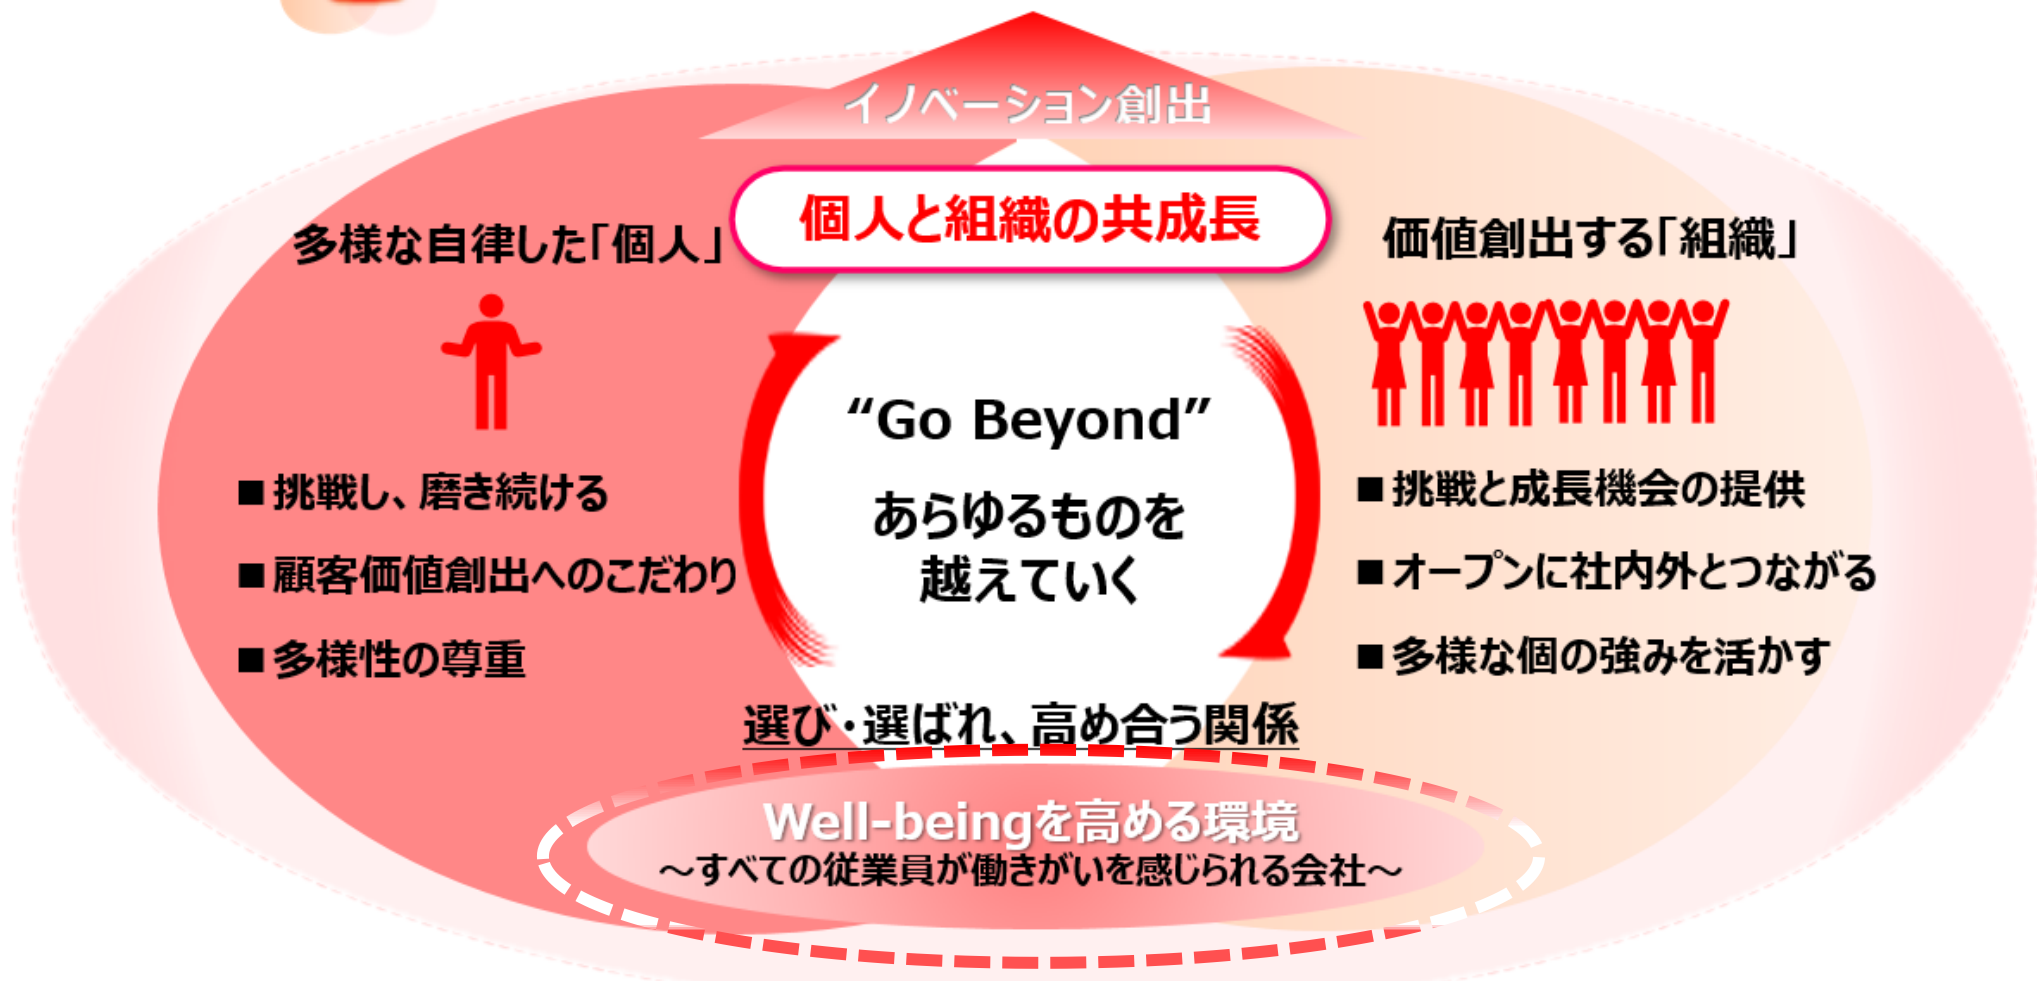 イノベーション創出
個人と組織の共成長
多様な自律した「個人」
■挑戦し、磨き続ける
■顧客価値創出へのこだわり
■多様性の尊重
“Go Beyond”
あらゆるものを
越えていく
価値創出する「組織」
■挑戦と成長機会の提供
■オープンに社内外とつながる
■多様な個の強みを活かす
選び・選ばれ、高め合う関係
Well-beingを高める環境
～すべての従業員が働きがいを感じられる会社～